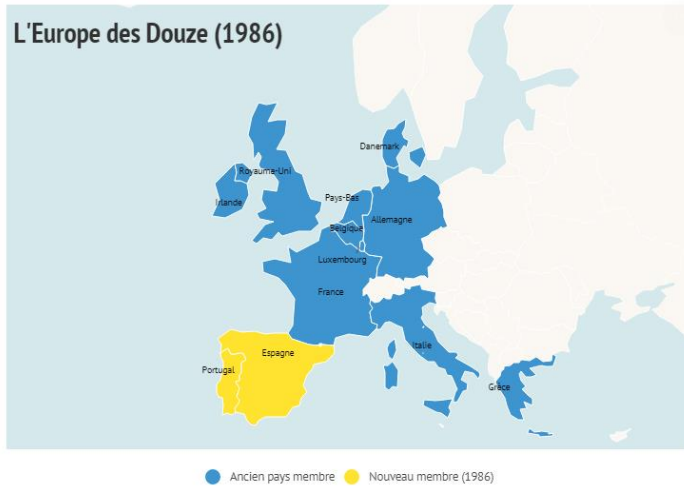 L'Europe des Douze (1986)
Danemark
Royaume-Uni
Pays-Bas
Irlande
Allemagne
Belgique
Luxembourg
France
Italie
Espagne
Portugal
Grèce
Ancien pays membre
Nouveau membre (1986)